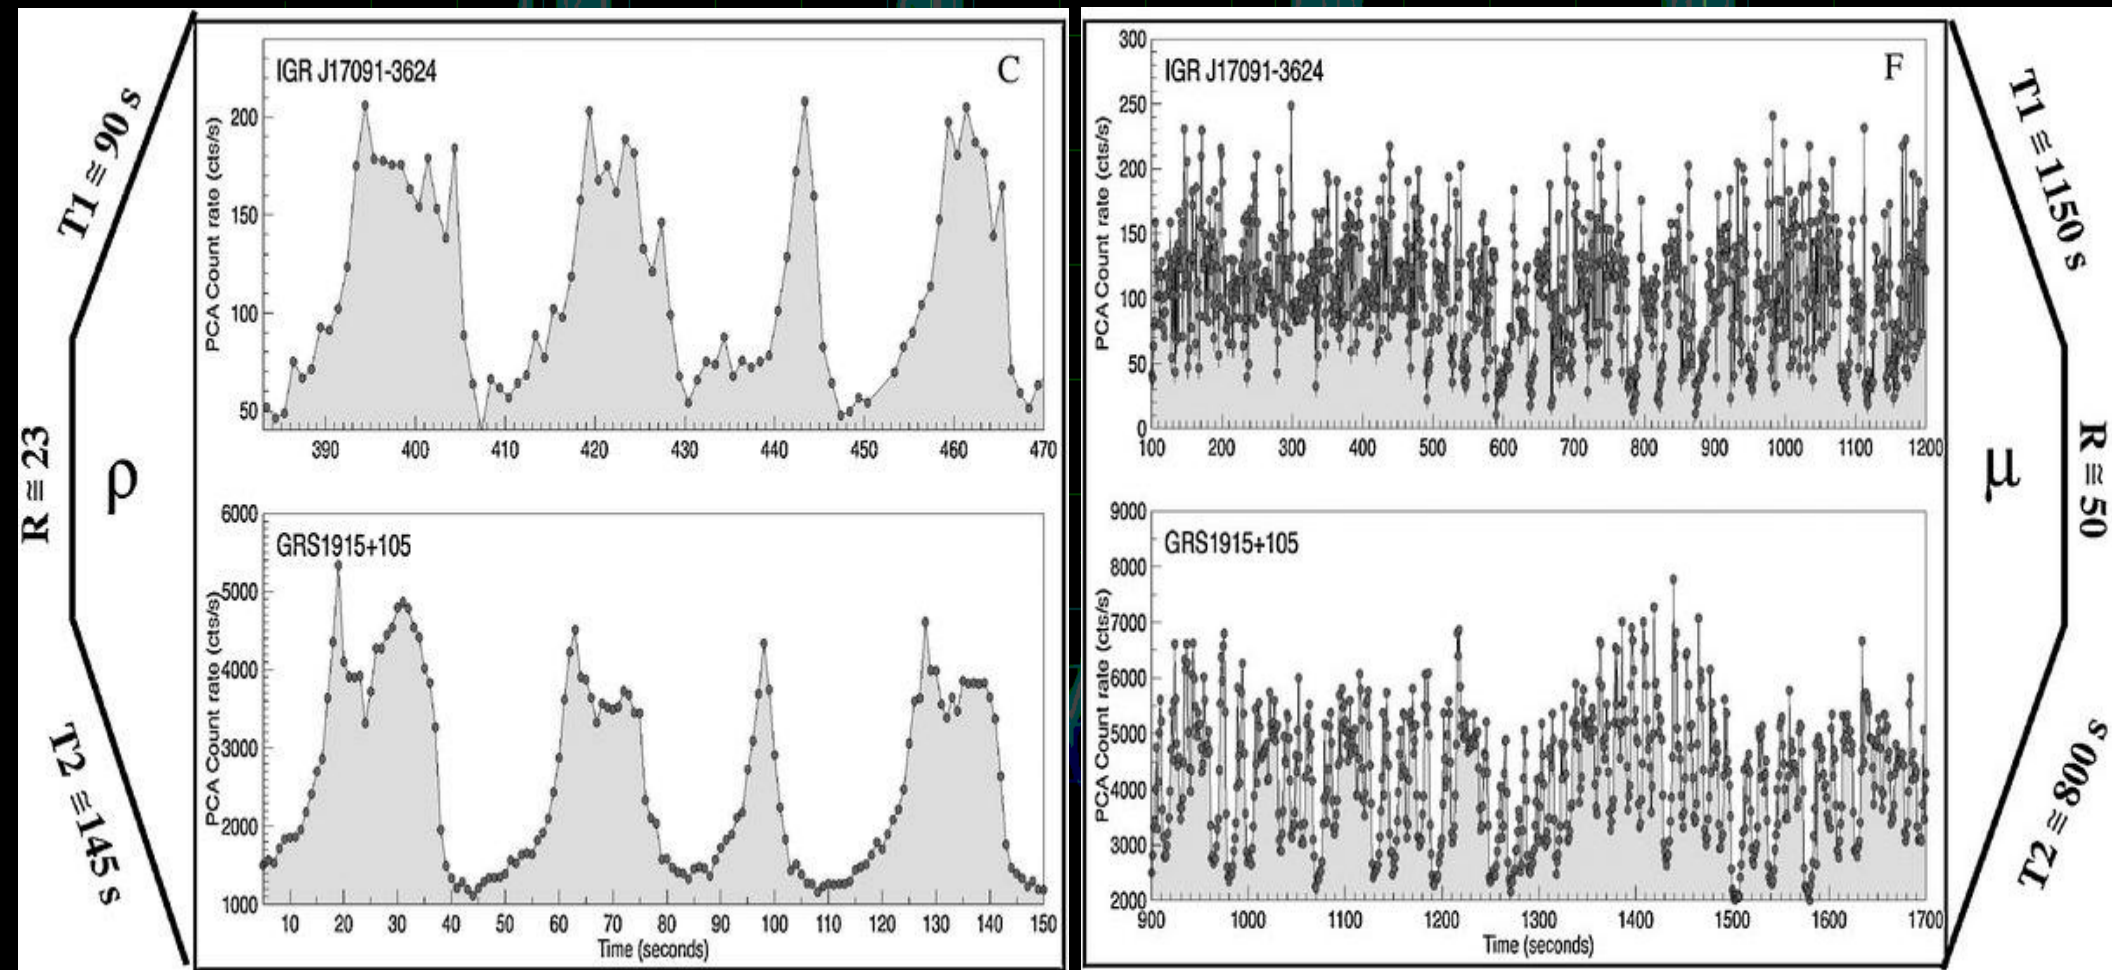 T1 ≅ 90 s
R ≅ 23
ρ
T2 ≅ 145 s
IGR J17091-3624
C
PCA Count rate (cts/s)
200
150
100
50
390 400 410 420 430 440 450 460 470
GRS1915+105
PCA Count rate (cts/s)
6000
5000
4000
3000
2000
1000
10 20 30 40 50 60 70 80 90 100 110 120 130 140 150
Time (seconds)
IGR J17091-3624
F
PCA Count rate (cts/s)
300
250
200
150
100
50
0
100 200 300 400 500 600 700 800 900 1000 1100 1200
GRS1915+105
PCA Count rate (cts/s)
9000
8000
7000
6000
5000
4000
3000
2000
900 1000 1100 1200 1300 1400 1500 1600 1700
Time (seconds)
T1 ≅ 1150 s
R ≅ 50
μ
T2 ≅ 800 s